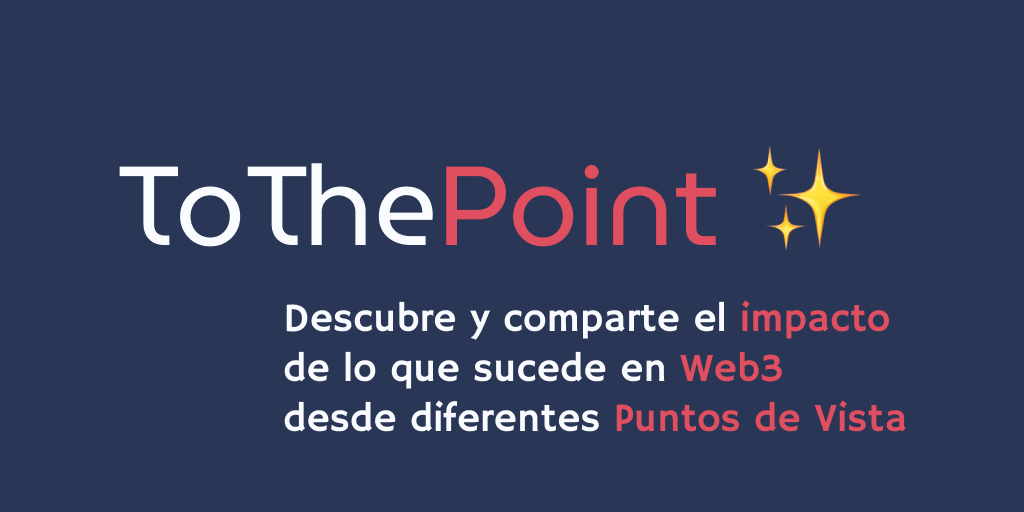 ToThePoint
Descubre y comparte el impacto
de lo que sucede en Web3
desde diferentes Puntos de Vista